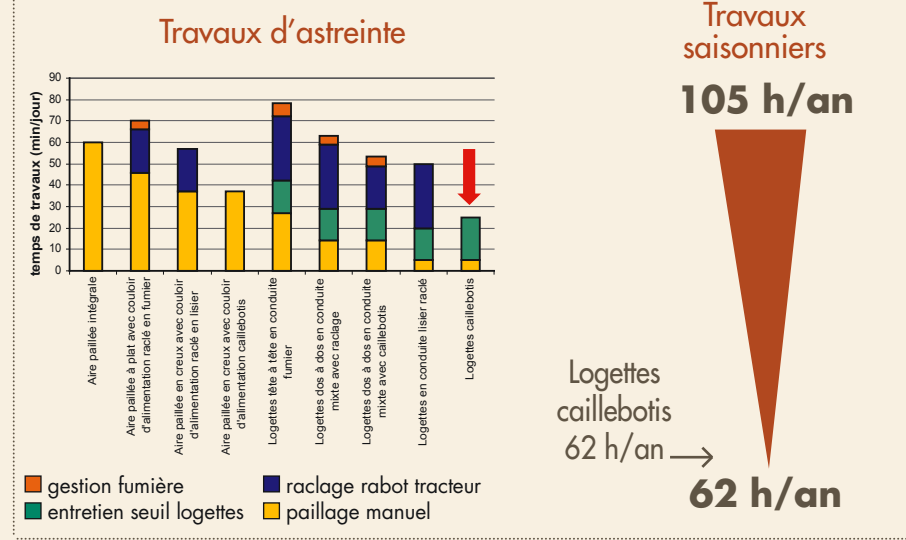 Travaux d'astreinte
temps de travaux (min/jour)
90
80
70
60
50
40
30
20
10
0
Aire paillée intégrale
Aire paillée à plat avec couloir
d'alimentation raclé en fumier
Aire paillée en creux avec couloir
d'alimentation raclé en lisier
Aire paillée en creux avec couloir
d'alimentation caillebotis
Logettes tête à tête en conduite
fumier
Logettes dos à dos en conduite
mixte avec raclage
Logettes dos à dos en conduite
mixte avec caillebotis
Logettes en conduite lisier raclé
Logettes caillebotis
gestion fumière
raclage rabot tracteur
entretien seuil logettes
paillage manuel
Travaux
saisonniers
105 h/an
Logettes
caillebotis
62 h/an
62 h/an